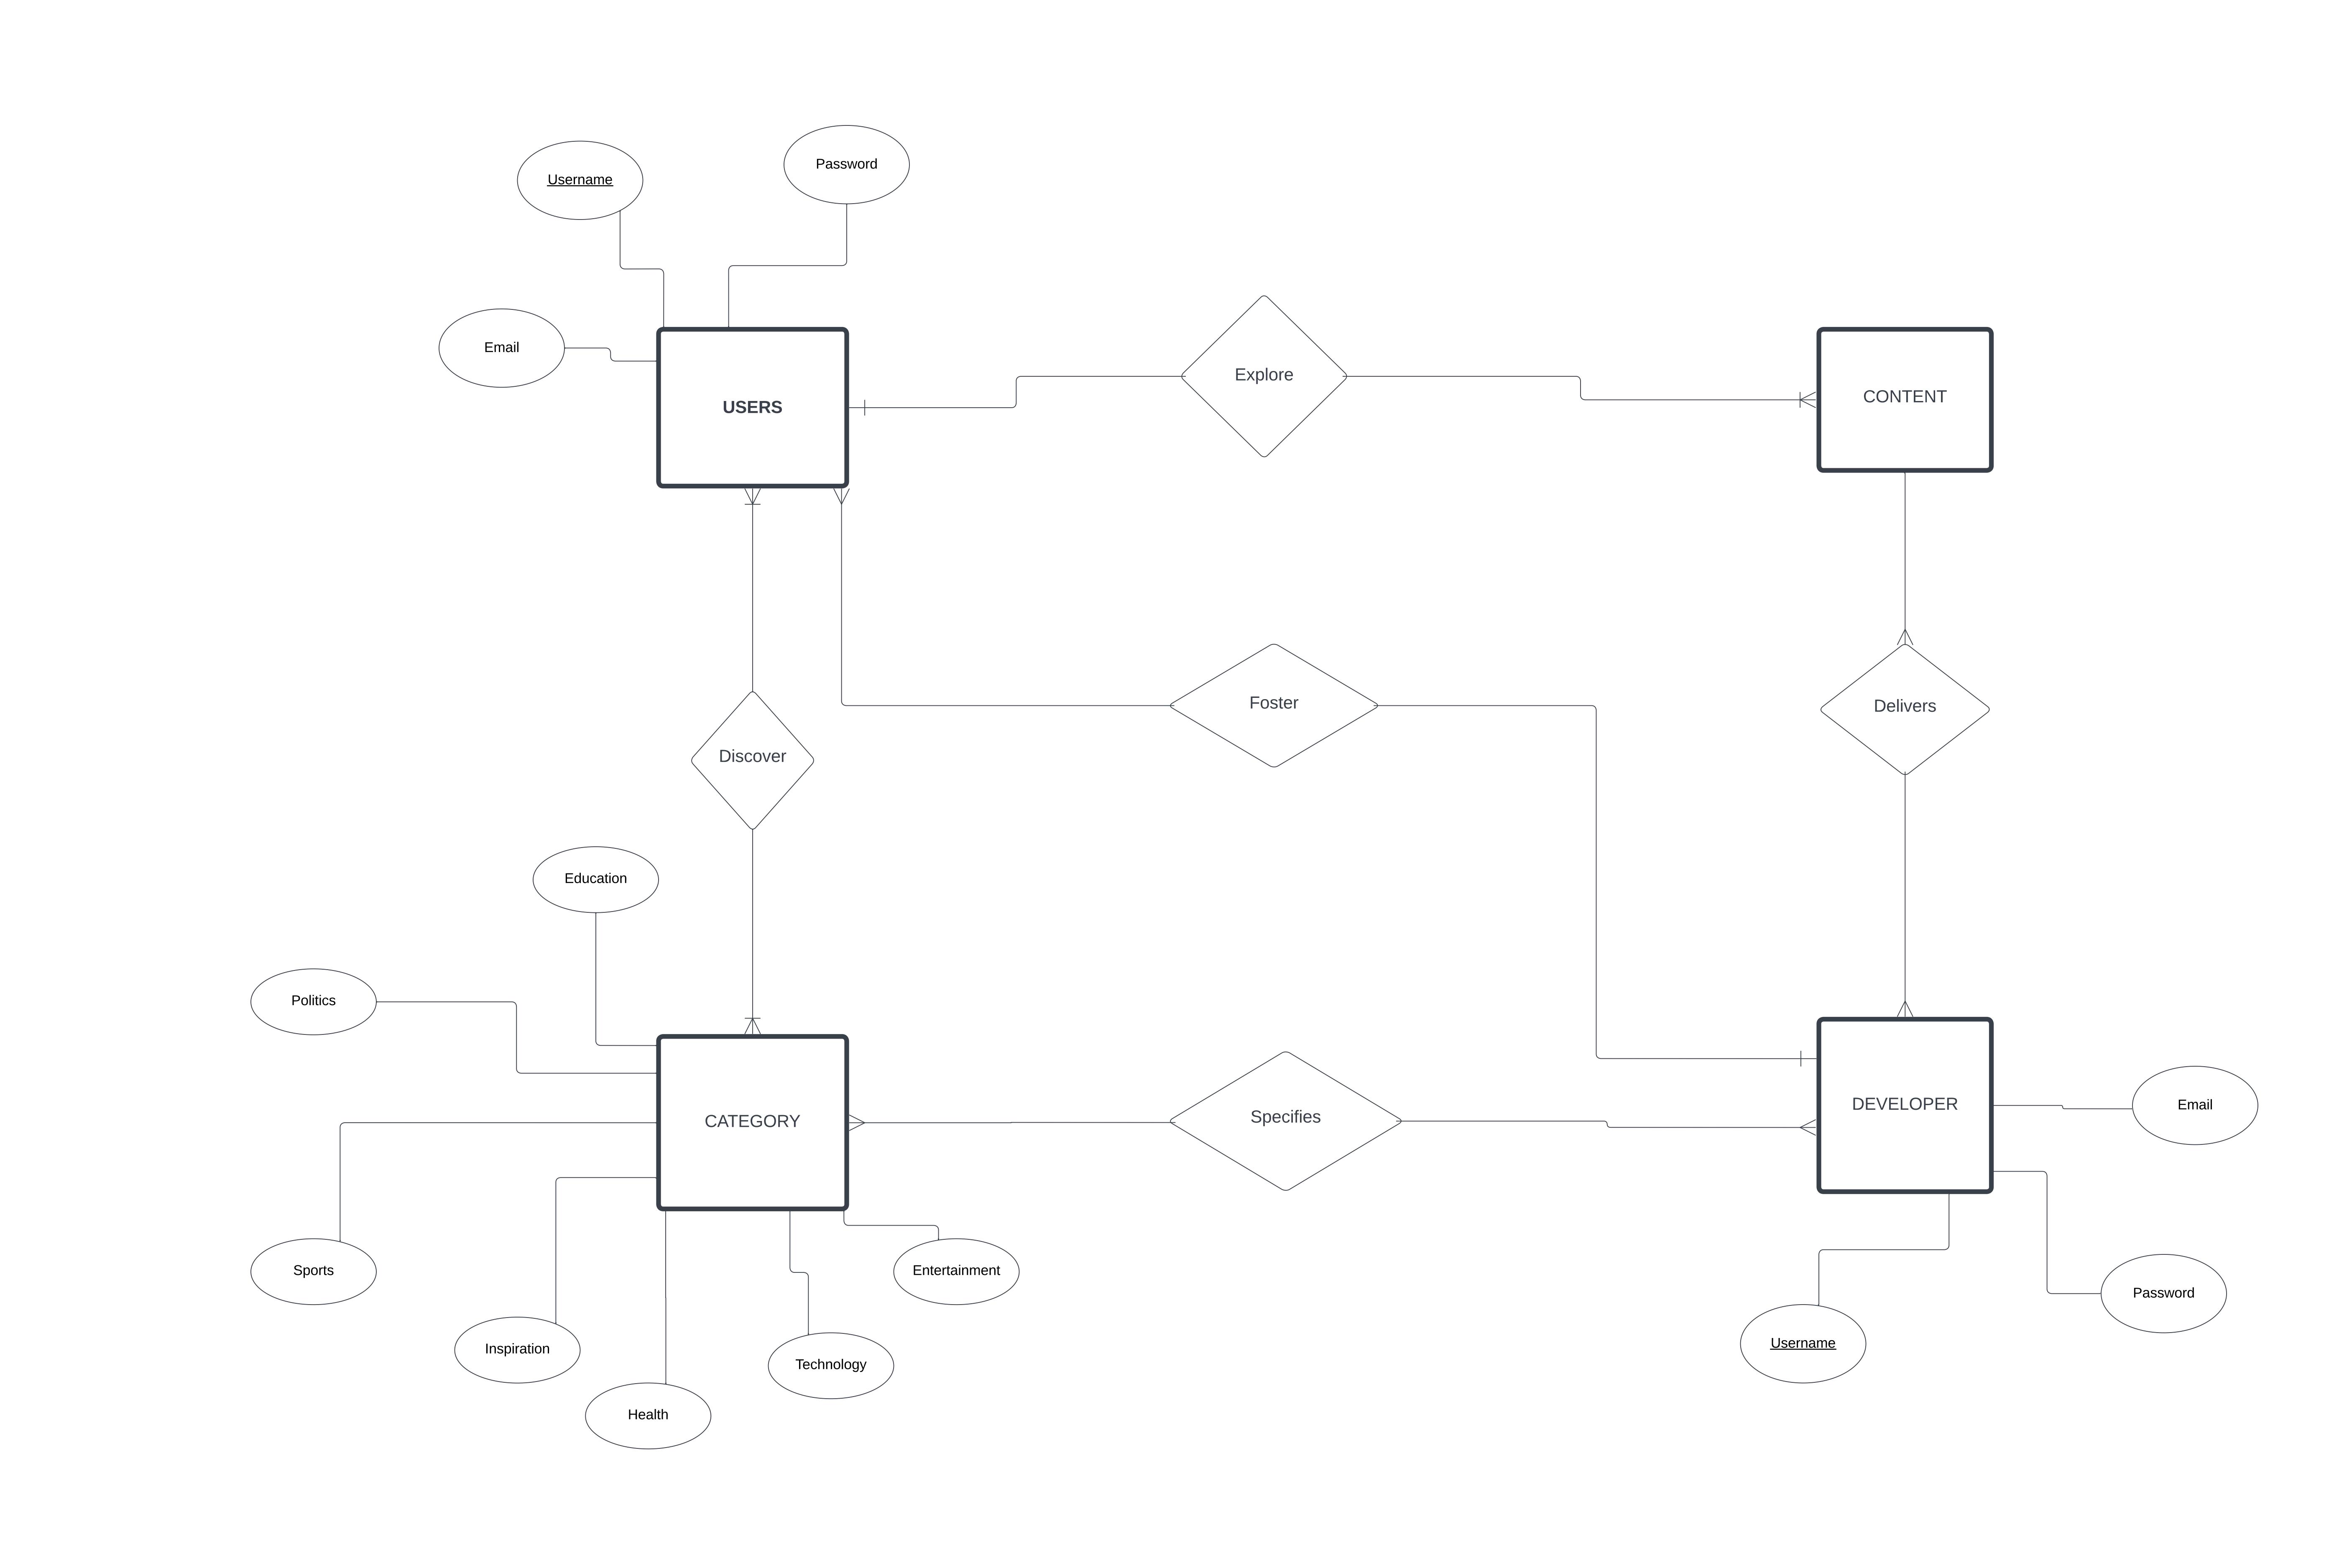 Password
Username
Email
USERS
Explore
CONTENT
Foster
Delivers
Discover
Education
Politics
CATEGORY
Specifies
DEVELOPER
Email
Sports
Entertainment
Password
Inspiration
Technology
Username
Health